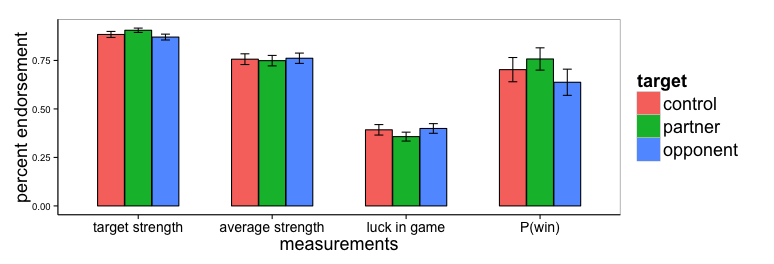 percent endorsement
0.75
0.50
0.25
0.00
target strength
average strength
luck in game
P(win)
measurements
target
control
partner
opponent